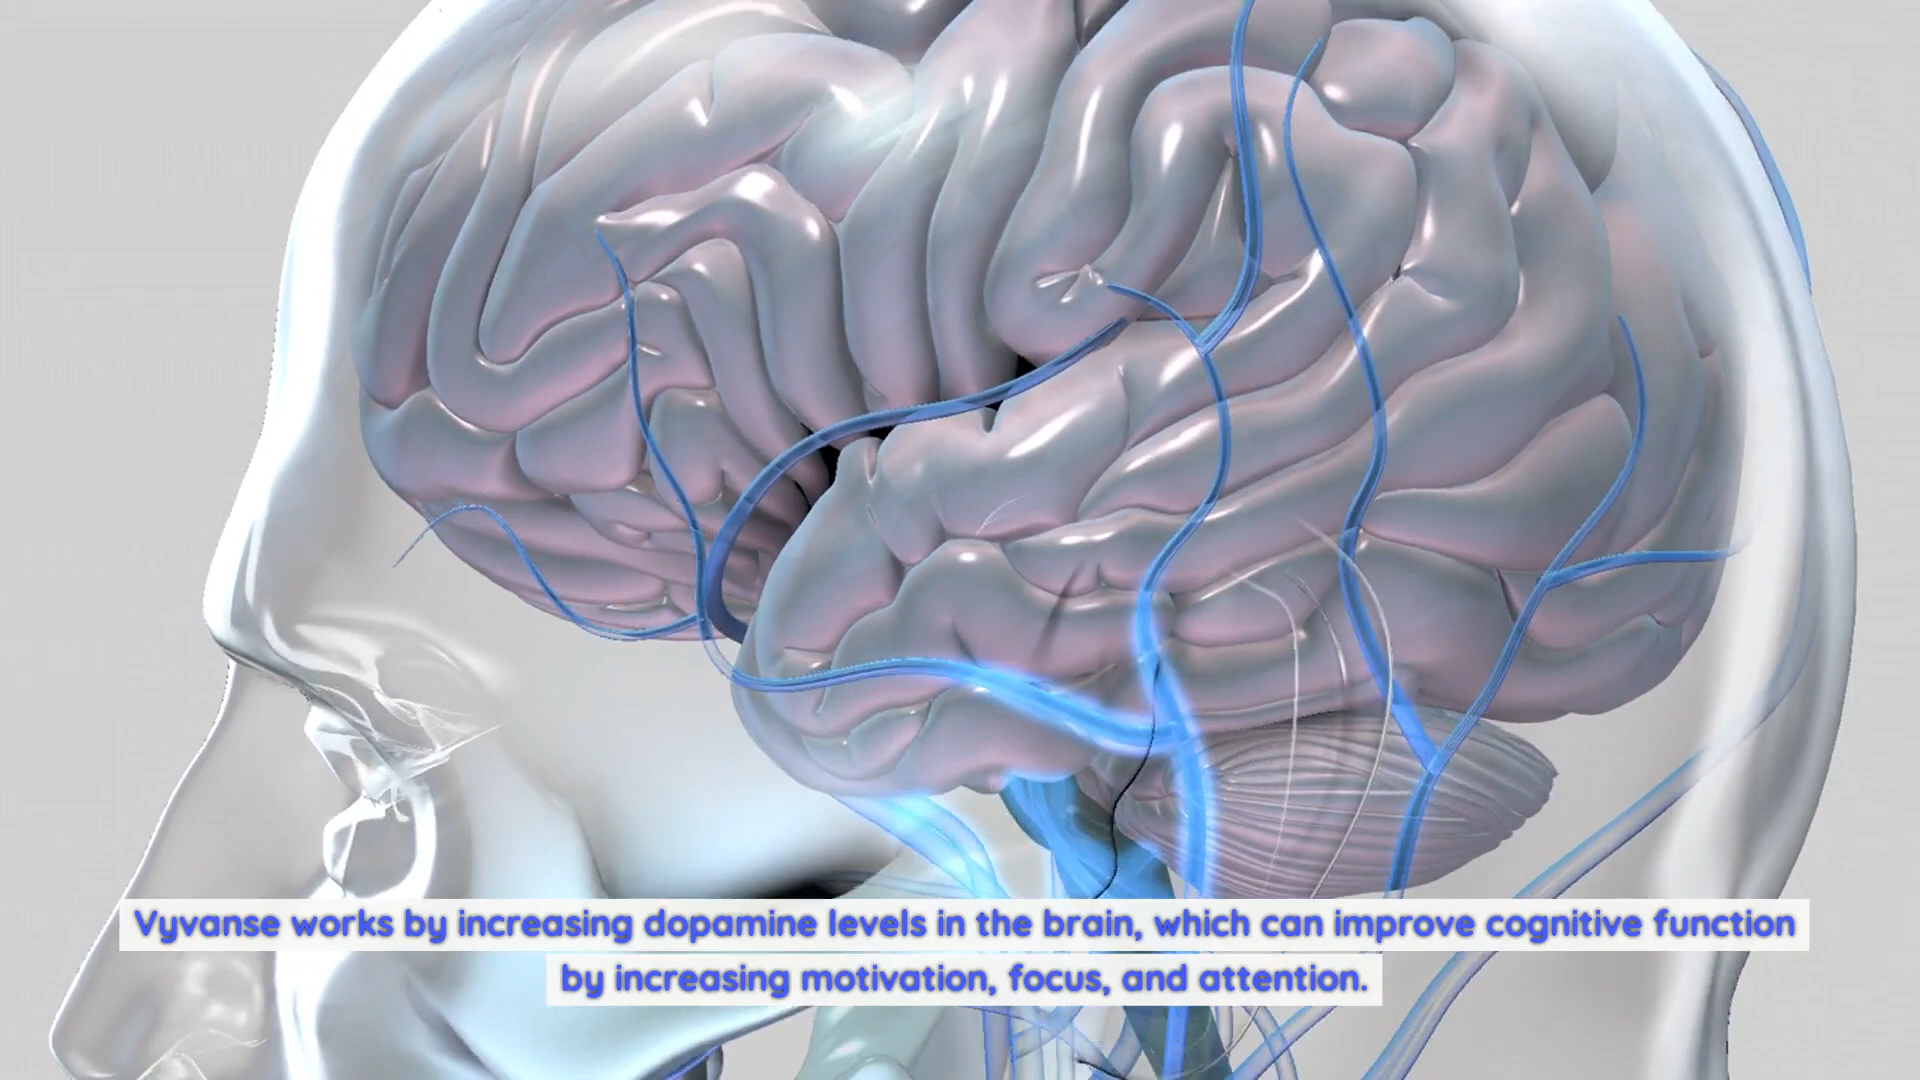 Vyvanse works by increasing dopamine levels in the brain, which can improve cognitive function
by increasing motivation, focus, and attention.